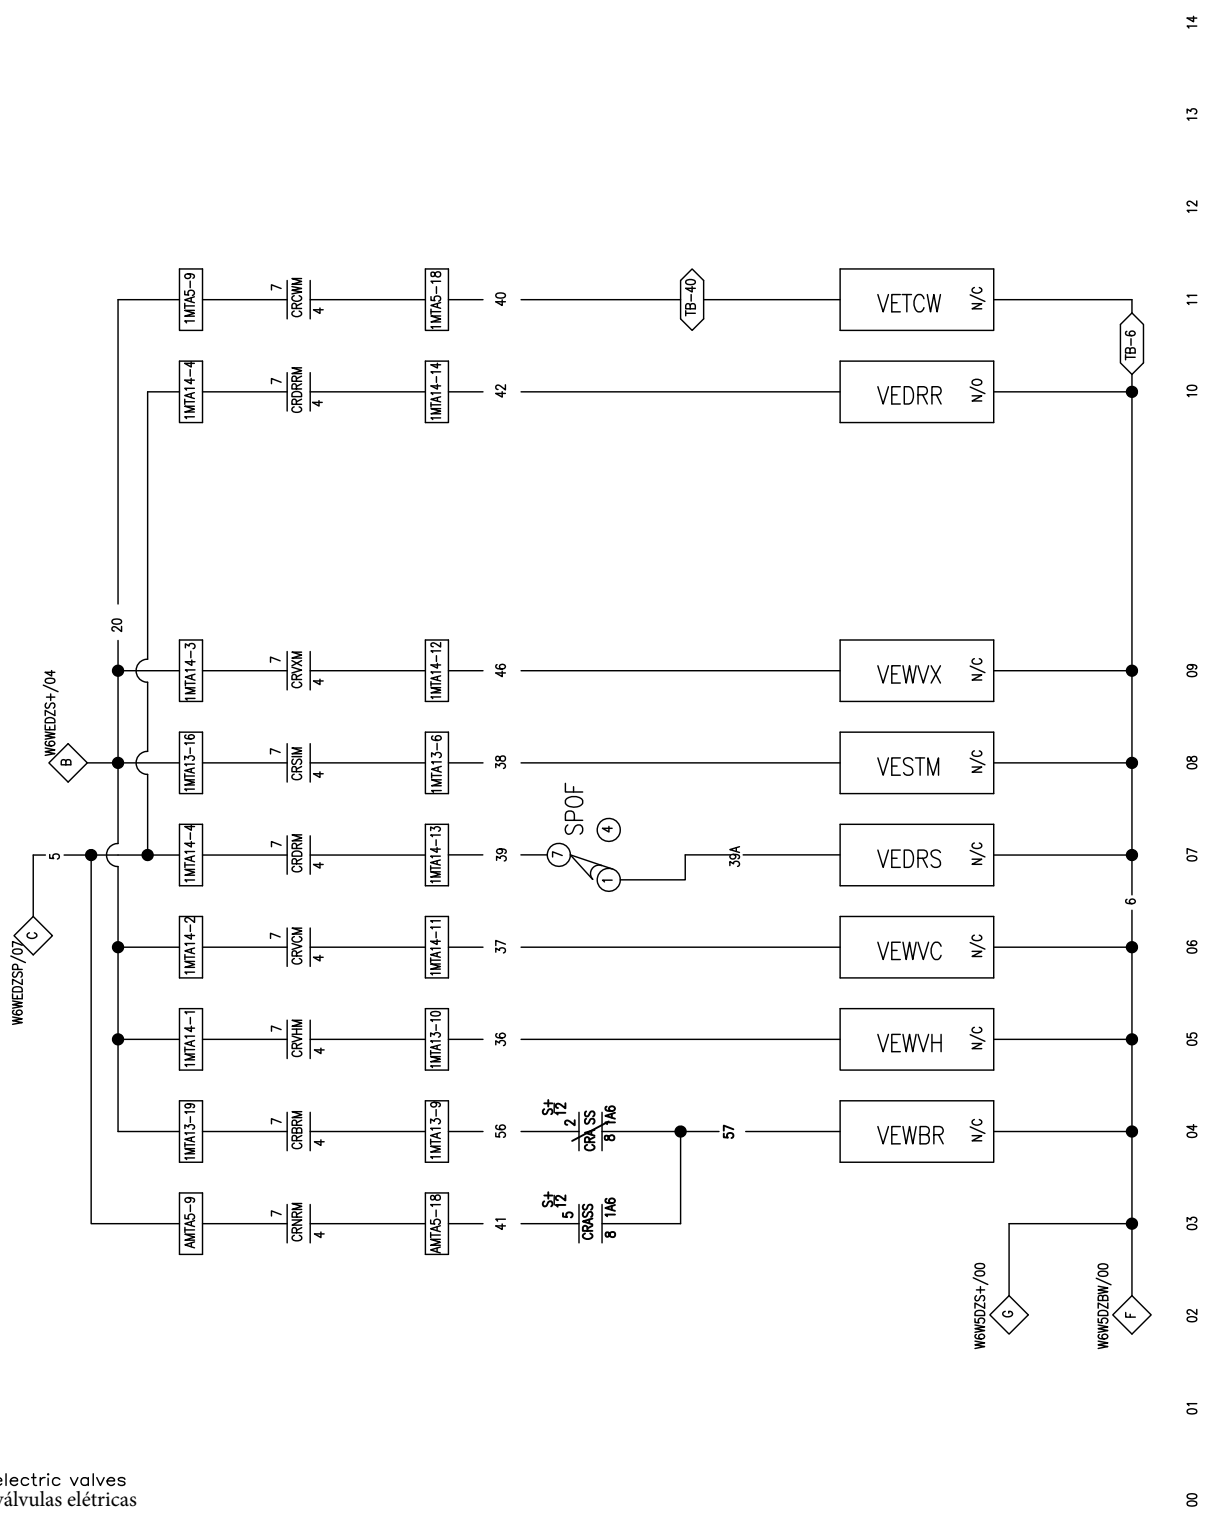 14
13
12
11
1MTA5-9
7
CRCWM
4
1MTA5-18
40
TB-40
VETCW
N/C
TB-6
10
1MTA14-4
7
CRDRRM
4
1MTA14-14
42
VEDRR
N/O
20
09
1MTA14-3
7
CRVXM
4
1MTA14-12
46
VEWVX
N/C
W6WEDZS+/04
B
08
1MTA13-16
7
CRSIM
4
1MTA13-6
38
VESTM
N/C
5
07
1MTA14-4
7
CRDRM
4
1MTA14-13
39
7
SPOF
4
1
39A
VEDRS
N/C
6
W6WEDZSP/07
C
06
1MTA14-2
7
CRVCM
4
1MTA14-11
37
VEWVC
N/C
05
1MTA14-1
7
CRVHM
4
1MTA13-10
36
VEWVH
N/C
04
1MTA13-19
7
CRBRM
4
1MTA13-9
56
S+
12
2
CRA SS
8 1A6
57
VEWBR
N/C
03
AMTA5-9
7
CRNRM
4
AMTA5-18
41
S+
12
5
CRASS
8 1A6
02
W6W5DZS+/00
G
W6W5DZBW/00
F
01
00
electric valves
válvulas elétricas